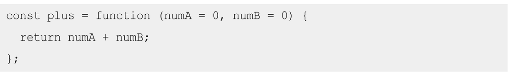 const plus = function (numA = 0, numB = 0) {
  return numA + numB;
};